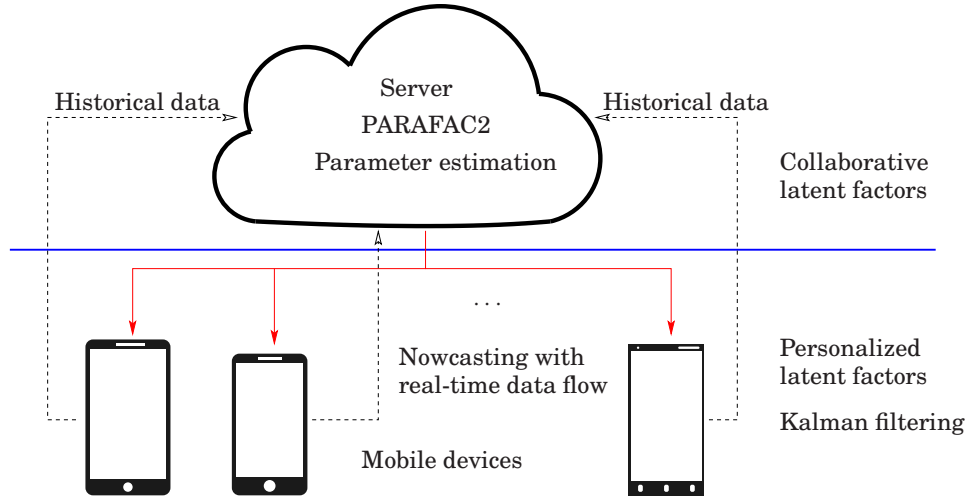 Server
Historical data
Historical data
PARAFAC2
Parameter estimation
Collaborative
latent factors
...
Nowcasting with
real-time data flow
Personalized
latent factors
Kalman filtering
Mobile devices